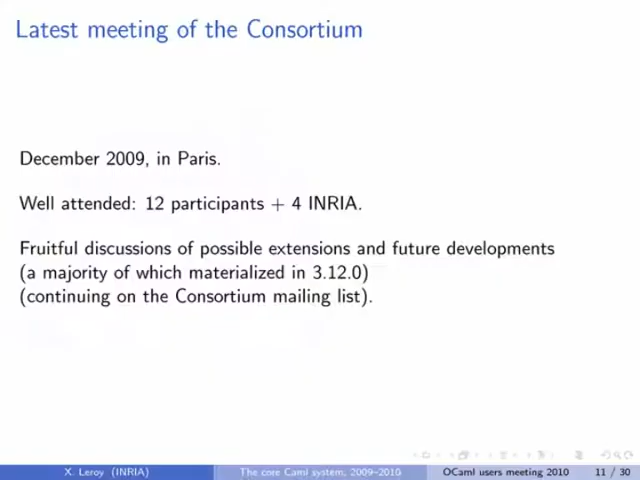 Latest meeting of the Consortium
December 2009, in Paris.
Well attended: 12 participants + 4 INRIA.
Fruitful discussions of possible extensions and future developments
(a majority of which materialized in 3.12.0)
(continuing on the Consortium mailing list).
X. Leroy (INRIA) The core Caml system, 2009–2010 OCaml users meeting 2010 11 / 30